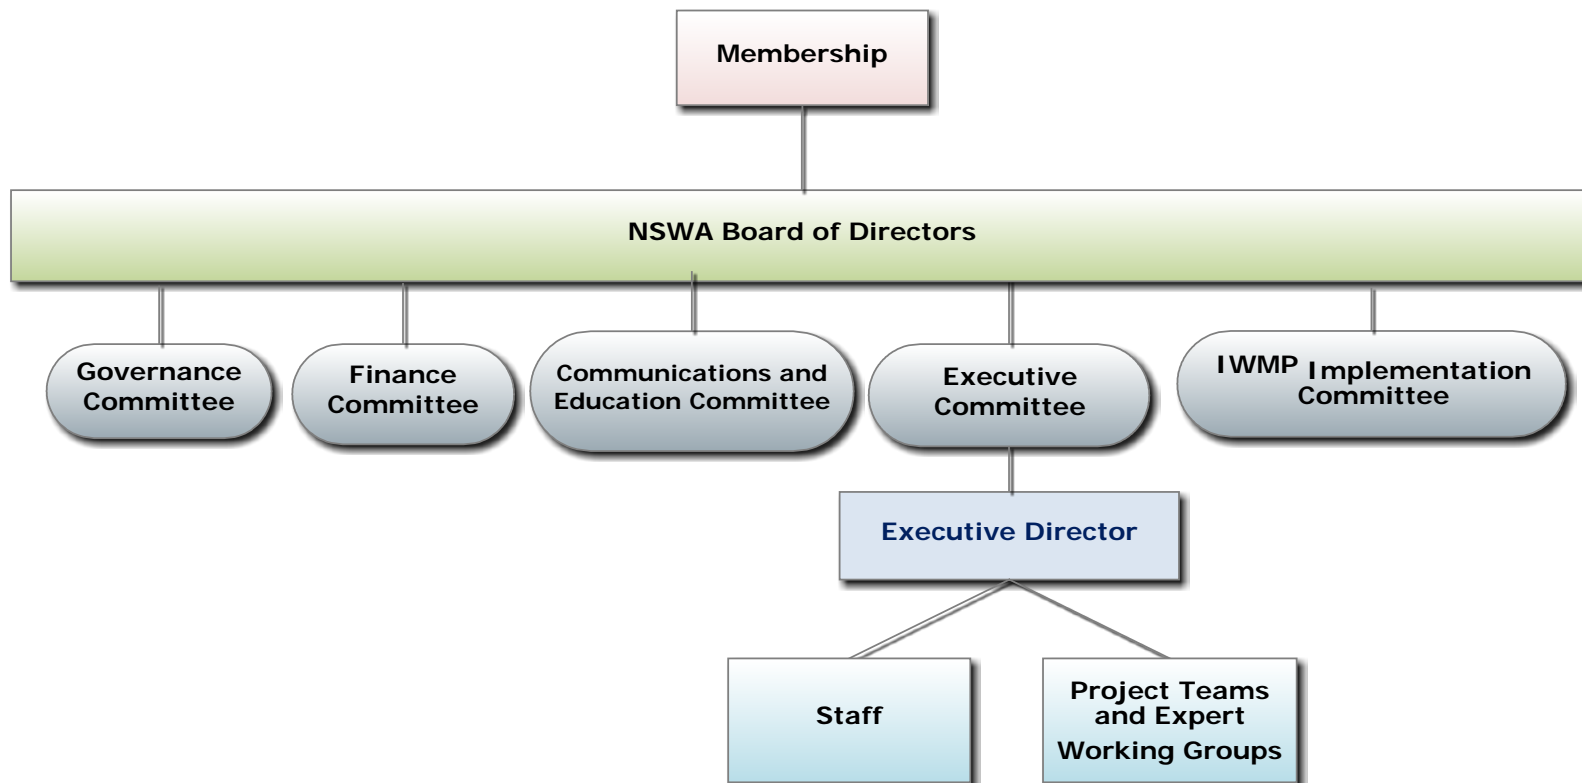 Membership
NSWA Board of Directors
Governance
Committee
Finance
Committee
Communications and
Education Committee
Executive
Committee
IWMP Implementation
Committee
Executive Director
Staff
Project Teams
and Expert
Working Groups